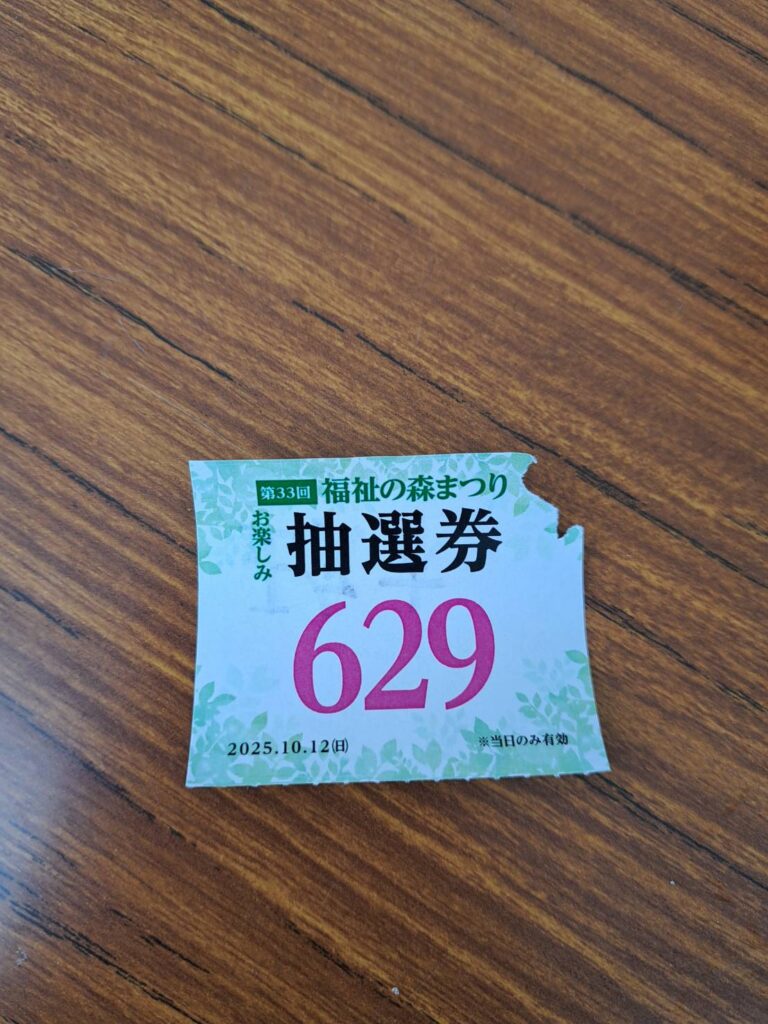 第33回 福祉の森まつり
お楽しみ
抽選券
629
2025.10.12(日)
※当日のみ有効